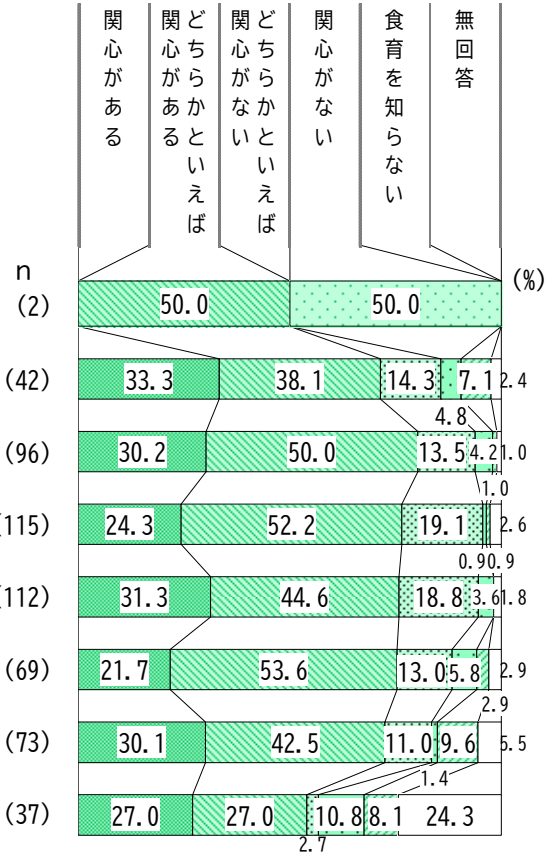 関心がある
どちらかといえば
関心がある
どちらかといえば
関心がない
関心がない
食育を知らない
無回答
n
(%)
(2) 50.0 50.0
(42) 33.3 38.1 14.3 7.1 2.4
4.8
(96) 30.2 50.0 13.5 4.2 1.0
1.0
(115) 24.3 52.2 19.1 2.6
0.9 0.9
(112) 31.3 44.6 18.8 3.6 1.8
(69) 21.7 53.6 13.0 5.8 2.9
2.9
(73) 30.1 42.5 11.0 9.6 5.5
1.4
(37) 27.0 27.0 10.8 8.1 24.3
2.7